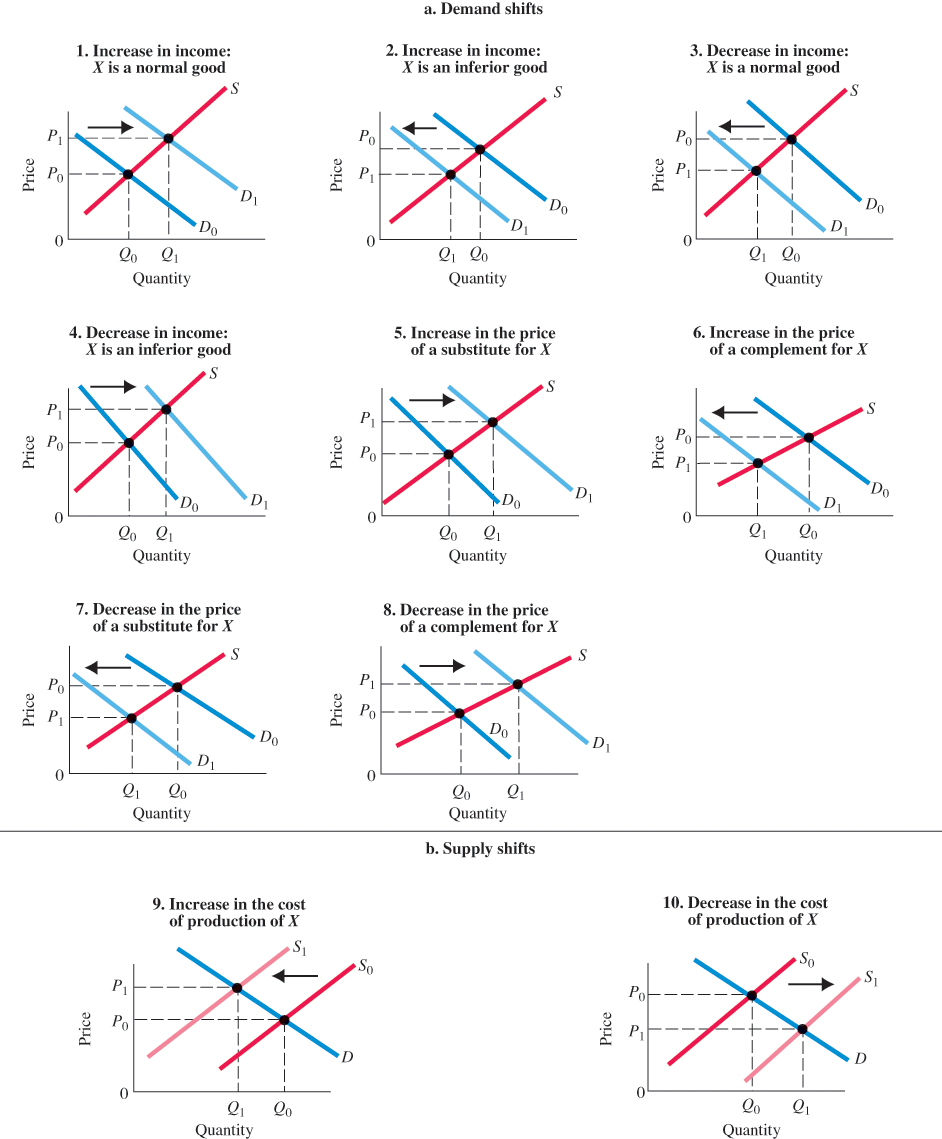 a. Demand shifts
1. Increase in income:
X is a normal good
2. Increase in income:
X is an inferior good
3. Decrease in income:
X is a normal good
S
P₁
P₀
Price
D₁
D₀
0
Q₀ Q₁
Quantity
S
P₀
P₁
Price
D₀
D₁
0
Q₁ Q₀
Quantity
S
P₀
P₁
Price
D₀
D₁
0
Q₁ Q₀
Quantity
4. Decrease in income:
X is an inferior good
5. Increase in the price
of a substitute for X
6. Increase in the price
of a complement for X
S
P₁
P₀
Price
D₀
D₁
0
Q₀ Q₁
Quantity
S
P₁
P₀
Price
D₀
D₁
0
Q₀ Q₁
Quantity
S
P₀
P₁
Price
D₀
D₁
0
Q₁ Q₀
Quantity
7. Decrease in the price
of a substitute for X
8. Decrease in the price
of a complement for X
S
P₀
P₁
Price
D₀
D₁
0
Q₁ Q₀
Quantity
S
P₁
P₀
Price
D₀
D₁
0
Q₀ Q₁
Quantity
b. Supply shifts
9. Increase in the cost
of production of X
10. Decrease in the cost
of production of X
S₁
S₀
P₁
P₀
Price
D
0
Q₁ Q₀
Quantity
S₀
S₁
P₀
P₁
Price
D
0
Q₀ Q₁
Quantity